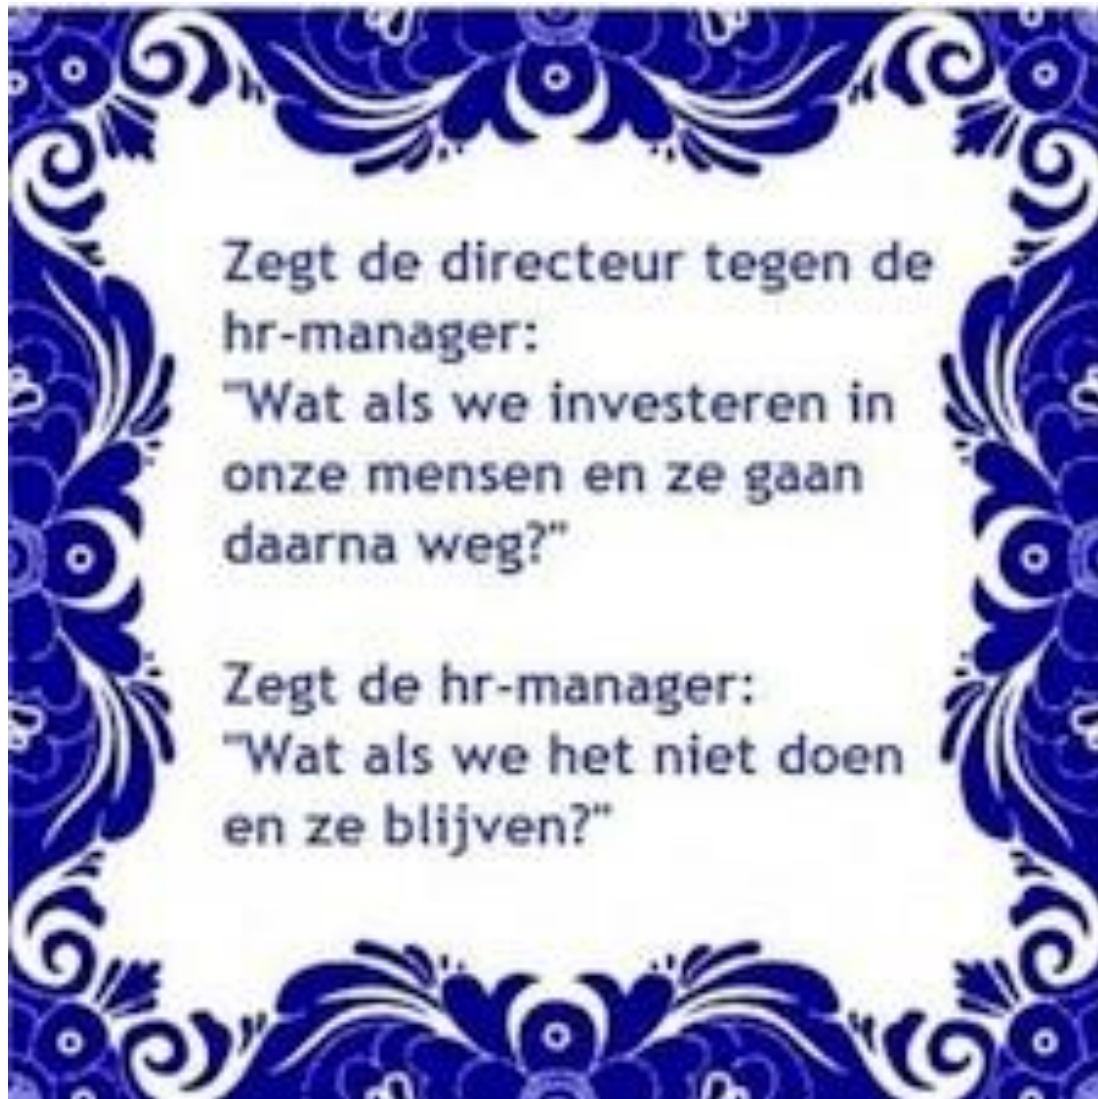 Zegt de directeur tegen de
hr-manager:
"Wat als we investeren in
onze mensen en ze gaan
daarna weg?"
Zegt de hr-manager:
"Wat als we het niet doen
en ze blijven?"